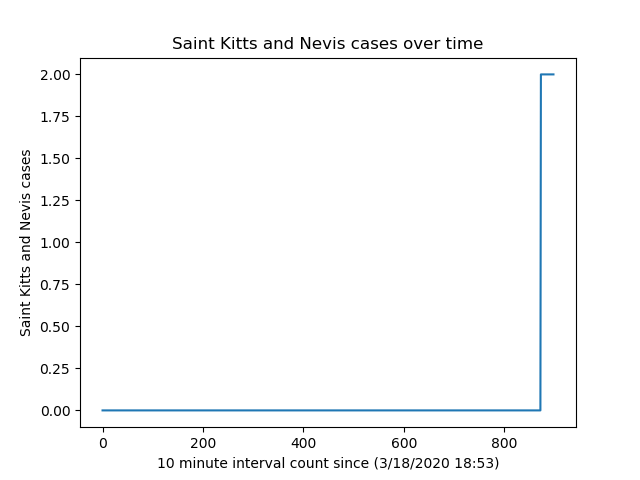 Saint Kitts and Nevis cases over time
Saint Kitts and Nevis cases
2.00
1.75
1.50
1.25
1.00
0.75
0.50
0.25
0.00
0 200 400 600 800
10 minute interval count since (3/18/2020 18:53)